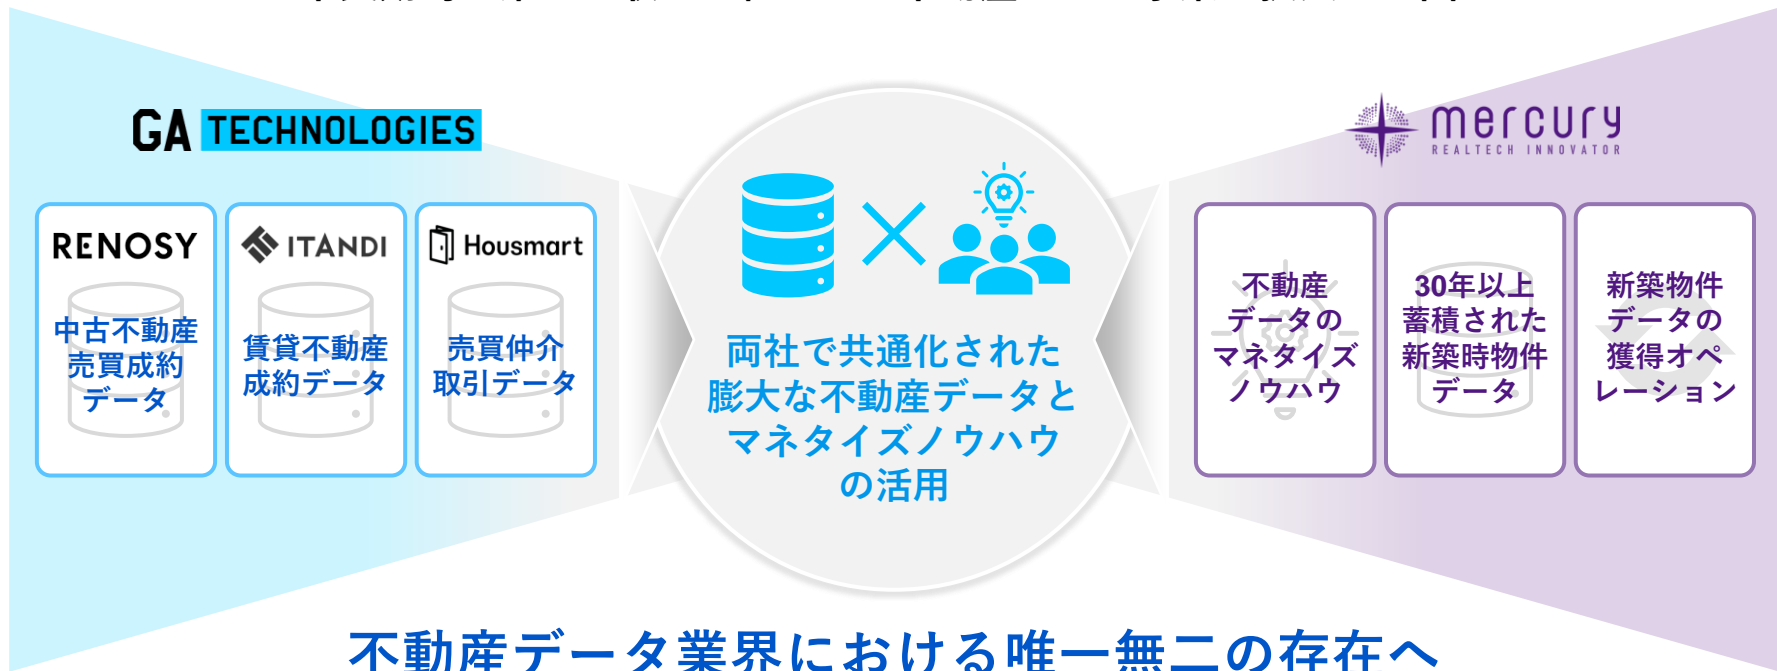 GA TECHNOLOGIES
RENOSY
中古不動産
売買成約
データ
ITANDI
賃貸不動産
成約データ
Housmart
売買仲介
取引データ
両社で共通化された
膨大な不動産データと
マネタイズノウハウ
の活用
mercury
REALTECH INNOVATOR
不動産
データの
マネタイズ
ノウハウ
30年以上
蓄積された
新築時物件
データ
新築物件
データの
獲得オペ
レーション
不動産データ業界における唯一無二の存在へ